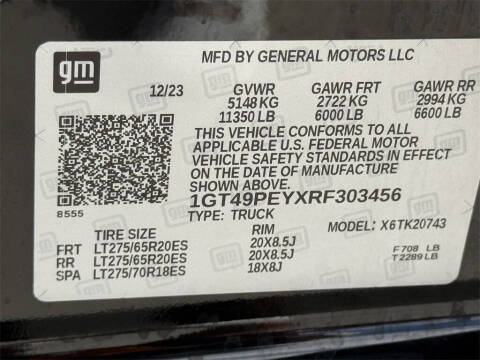 gm
MFD BY GENERAL MOTORS LLC
12/23 GVWR GAWR FRT GAWR RR
5148 KG 2722 KG 2994 KG
11350 LB 6000 LB 6600 LB
THIS VEHICLE CONFORMS TO ALL
APPLICABLE U.S. FEDERAL MOTOR
VEHICLE SAFETY STANDARDS IN EFFECT
ON THE DATE OF MANUFACTURE
SHOWN ABOVE.
8555
1GT49PEYXRF303456
TYPE: TRUCK MODEL: X6TK20743
TIRE SIZE RIM
FRT LT275/65R20ES 20X8.5J F 708 LB
RR LT275/65R20ES 20X8.5J T 2289 LB
SPA LT275/70R18ES 18X8J